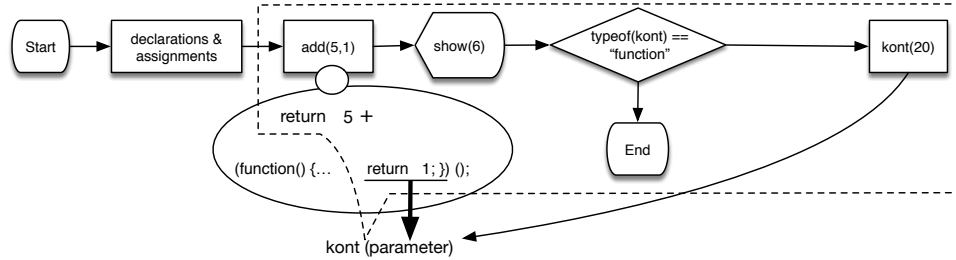 Start
declarations &
assignments
add(5,1)
show(6)
typeof(kont) ==
“function”
kont(20)
return 5 +
End
(function() {… return 1; }) ();
kont (parameter)